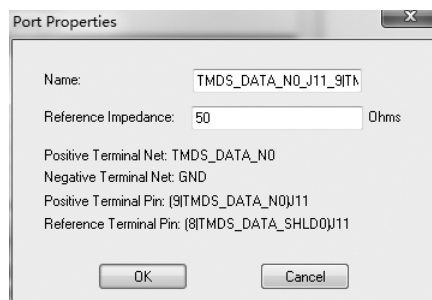 Port Properties
x
Name: TMDS_DATA_N0_J11_9|TN
Reference Impedance: 50 Ohms
Positive Terminal Net: TMDS_DATA_N0
Negative Terminal Net: GND
Positive Terminal Pin: (9|TMDS_DATA_N0)J11
Reference Terminal Pin: (8|TMDS_DATA_SHLD0)J11
OK Cancel